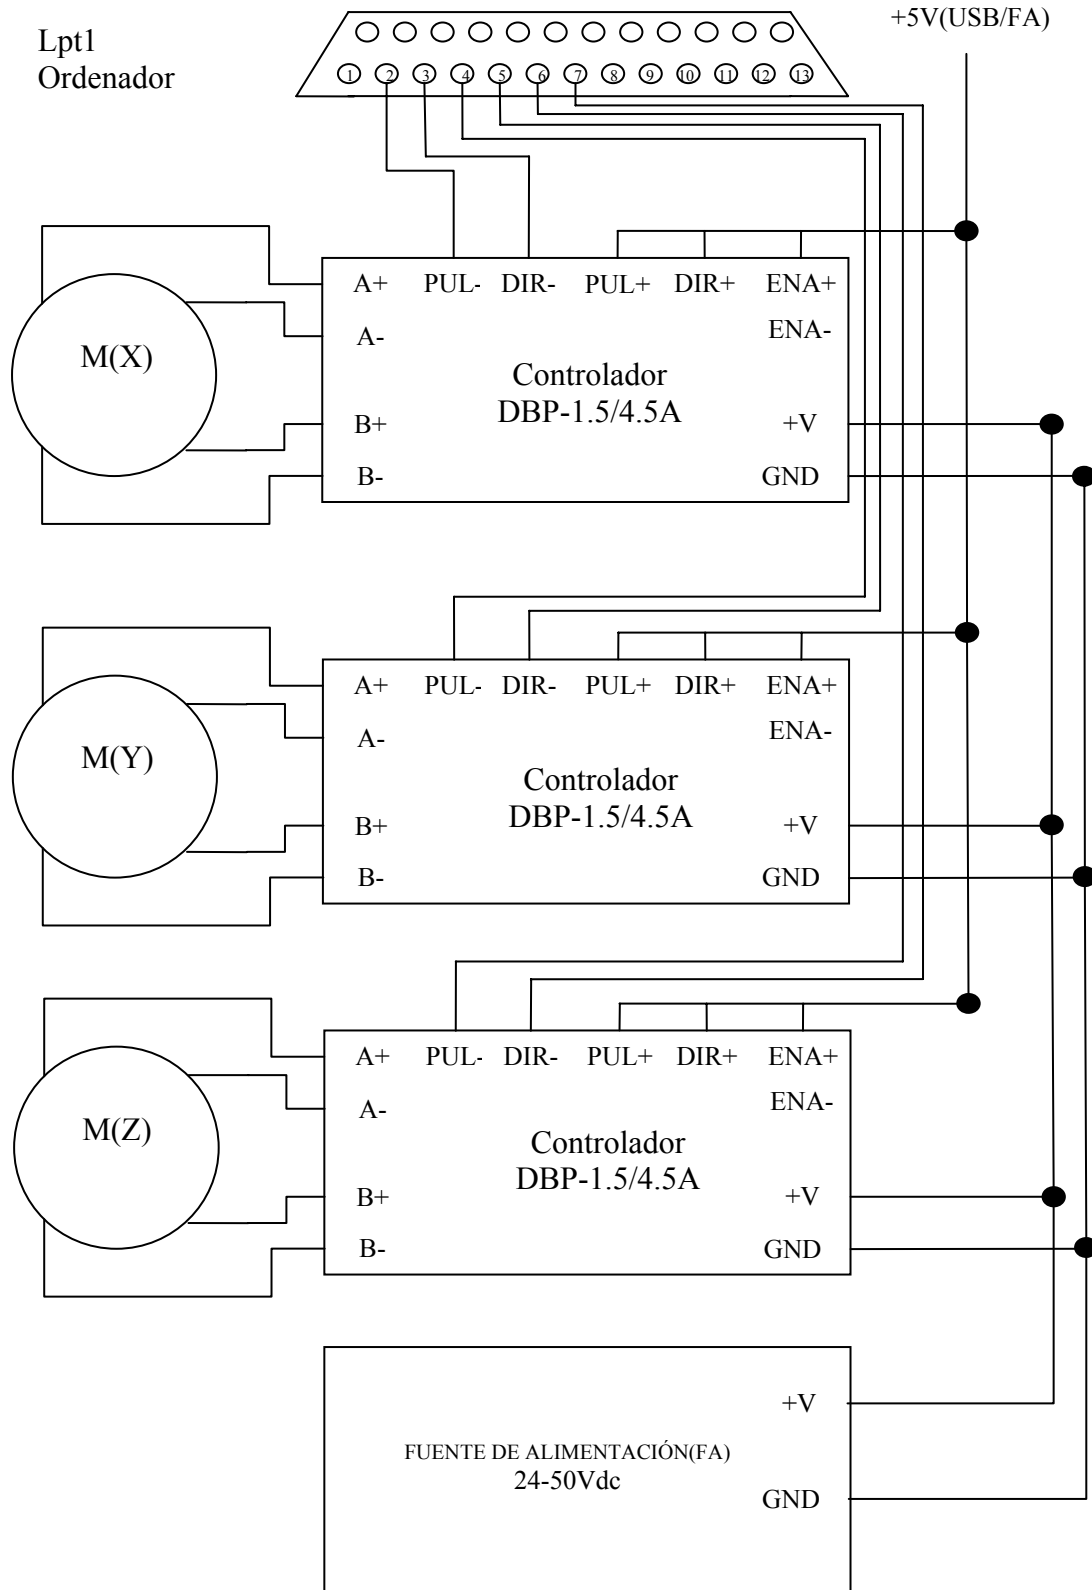 +5V(USB/FA)
Lpt1
Ordenador
1 2 3 4 5 6 7 8 9 10 11 12 13
A+ PUL- DIR- PUL+ DIR+ ENA+
A- ENA-
M(X)
Controlador
DBP-1.5/4.5A
B+ +V
B- GND
A+ PUL- DIR- PUL+ DIR+ ENA+
A- ENA-
M(Y)
Controlador
DBP-1.5/4.5A
B+ +V
B- GND
A+ PUL- DIR- PUL+ DIR+ ENA+
A- ENA-
M(Z)
Controlador
DBP-1.5/4.5A
B+ +V
B- GND
+V
FUENTE DE ALIMENTACIÓN(FA)
24-50Vdc
GND